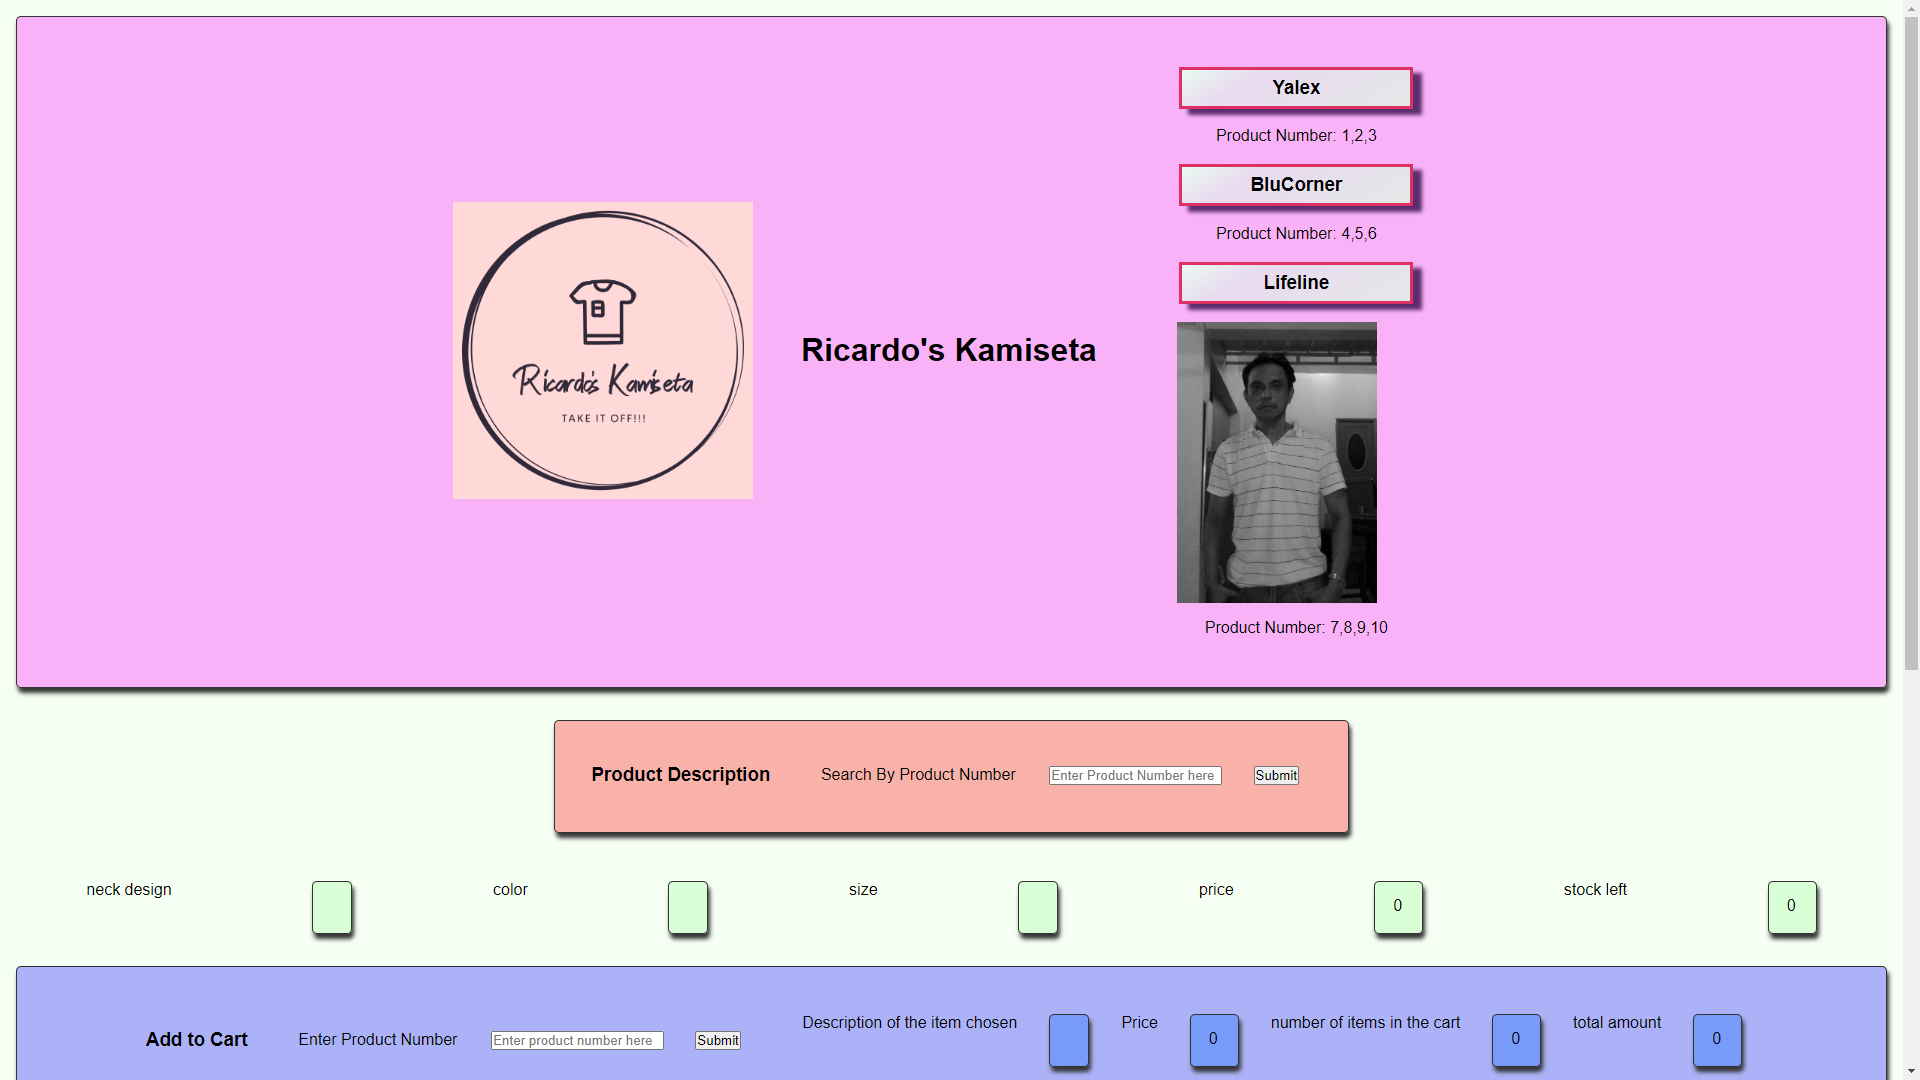 Yalex
Product Number: 1,2,3
BluCorner
Product Number: 4,5,6
Lifeline
Product Number: 7,8,9,10
Ricardo's Kamiseta
8
Ricardo's Kamiseta
TAKE IT OFF!!!
Product Description Search By Product Number Enter Product Number here Submit
neck design color size price 0 stock left 0
Add to Cart Enter Product Number Enter product number here Submit Description of the item chosen Price 0 number of items in the cart 0 total amount 0